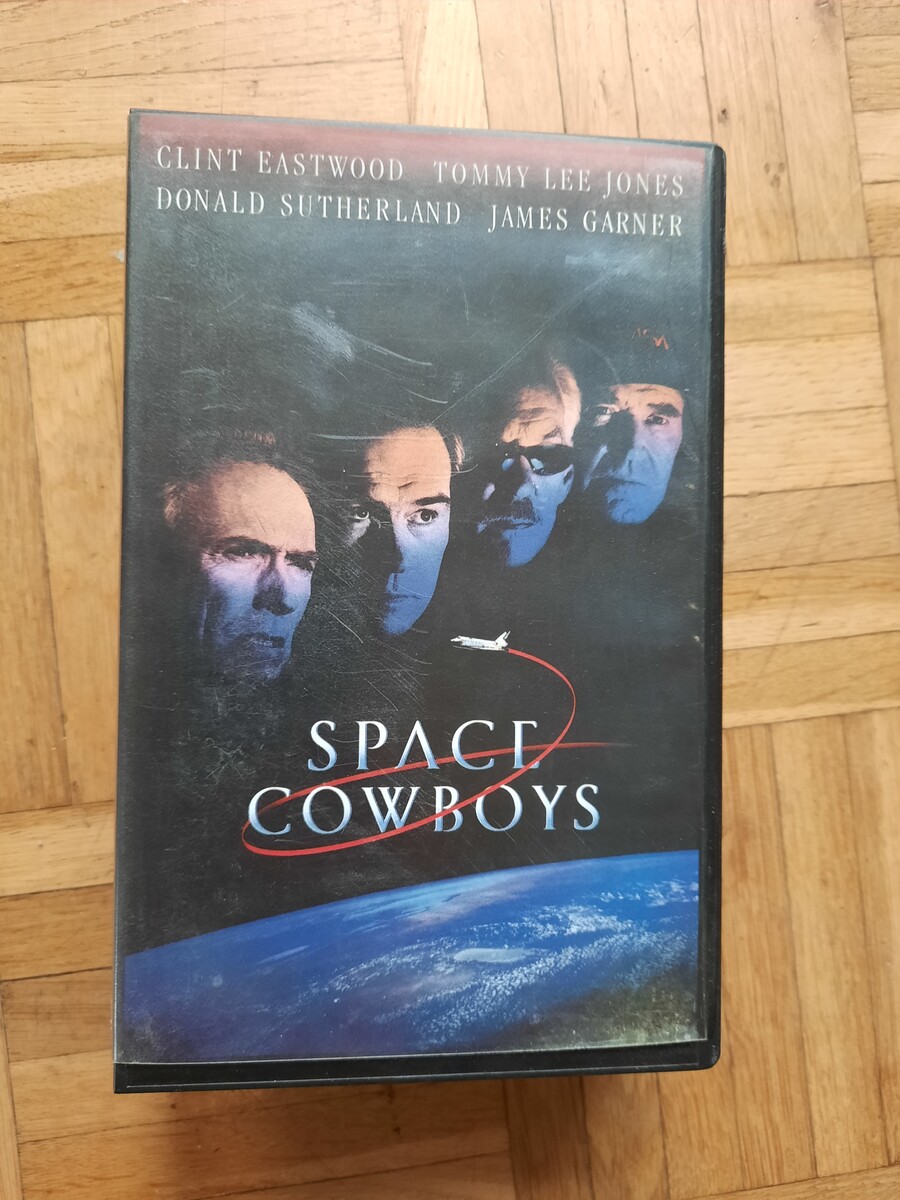 CLINT EASTWOOD TOMMY LEE JONES
DONALD SUTHERLAND JAMES GARNER
SPACE
COWBOYS